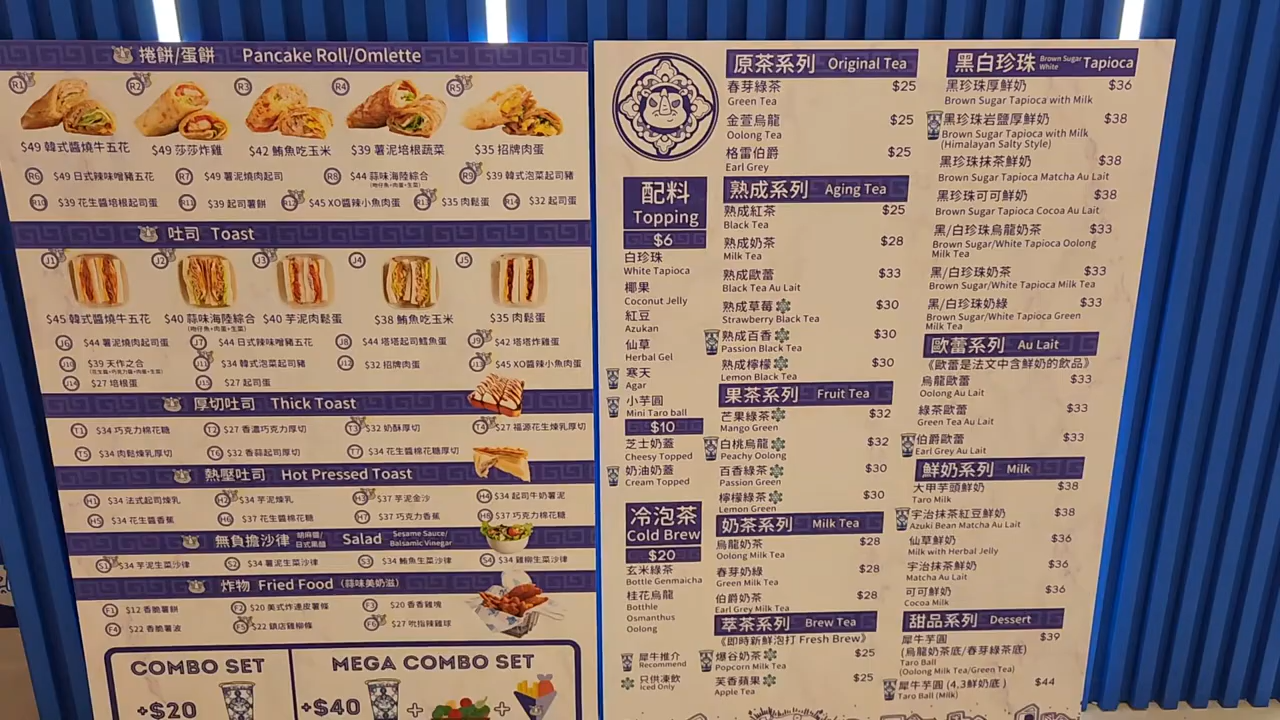 捲餅/蛋餅 Pancake Roll/Omlette
R1 R2 R3 R4 R5
$49 韓式醬燒牛五花 $49 莎莎炸雞 $42 鮪魚吃玉米 $39 薯泥培根蔬菜 $35 招牌肉蛋
R6 $49 日式辣味噌豬五花 R7 $49 薯泥燒肉起司 R8 $44 蒜味海陸綜合 R9 $39 韓式泡菜起司豬
(吻仔魚+肉蛋+生菜)
R10 $39 花生醬培根起司蛋 R11 $39 起司薯餅 R12 $45 XO醬辣小魚肉蛋 R13 $35 肉鬆蛋 R14 $32 起司蛋
吐司 Toast
J1 J2 J3 J4 J5
$45 韓式醬燒牛五花 $40 蒜味海陸綜合 $40 芋泥肉鬆蛋 $38 鮪魚吃玉米 $35 肉鬆蛋
(吻仔魚+肉蛋+生菜)
J6 $44 薯泥燒肉起司蛋 J7 $44 日式辣味噌豬五花 J8 $44 塔塔起司鱈魚蛋 J9 $42 塔塔炸雞蛋
J10 $39 天作之合 J11 $34 韓式泡菜起司豬 J12 $32 招牌肉蛋 J13 $45 XO醬辣小魚肉蛋
J14 $27 培根蛋 J15 $27 起司蛋
厚切吐司 Thick Toast
T1 $34 巧克力棉花糖 T2 $27 香濃巧克力厚切 T3 $32 奶酥厚切 T4 $27 福源花生煉乳厚切
T5 $34 肉鬆煉乳厚切 T6 $32 香蒜起司厚切 T7 $34 花生醬棉花糖厚切
熱壓吐司 Hot Pressed Toast
H1 $34 法式起司煉乳 H2 $34 芋泥煉乳 H3 $37 芋泥金沙 H4 $34 起司牛奶薯泥
H5 $34 花生醬香蕉 H6 $37 花生醬棉花糖 H7 $37 巧克力香蕉 H8 $37 巧克力棉花糖
無負擔沙律 胡麻醬/日式黑醋 Salad Sesame Sauce/Balsamic Vinegar
S1 $34 芋泥生菜沙律 S2 $34 薯泥生菜沙律 S3 $34 鮪魚生菜沙律 S4 $34 雞柳生菜沙律
炸物 Fried Food (蒜味美奶滋)
F1 $12 香脆薯餅 F2 $20 美式炸連皮薯條 F3 $20 香香雞塊
F4 $22 香脆薯波 F5 $22 鎮店雞柳條 F6 $27 吮指辣雞球
COMBO SET
+$20
MEGA COMBO SET
+$40 + +
配料
Topping
$6
白珍珠
White Tapioca
椰果
Coconut Jelly
紅豆
Azukan
仙草
Herbal Gel
寒天
Agar
小芋圓
Mini Taro ball
$10
芝士奶蓋
Cheesy Topped
奶油奶蓋
Cream Topped
冷泡茶
Cold Brew
$20
玄米綠茶
Bottle Genmaicha
桂花烏龍
Botthle
Osmanthus
Oolong
犀牛推介
Recommend
只供凍飲
Iced Only
原茶系列 Original Tea
春芽綠茶 $25
Green Tea
金萱烏龍 $25
Oolong Tea
格雷伯爵 $25
Earl Grey
熟成系列 Aging Tea
熟成紅茶 $25
Black Tea
熟成奶茶 $28
Milk Tea
熟成歐蕾 $33
Black Tea Au Lait
熟成草莓 $30
Strawberry Black Tea
熟成百香 $30
Passion Black Tea
熟成檸檬 $30
Lemon Black Tea
果茶系列 Fruit Tea
芒果綠茶 $32
Mango Green
白桃烏龍 $32
Peachy Oolong
百香綠茶 $30
Passion Green
檸檬綠茶 $30
Lemon Green
奶茶系列 Milk Tea
烏龍奶茶 $28
Oolong Milk Tea
春芽奶綠 $28
Green Milk Tea
伯爵奶茶 $28
Earl Grey Milk Tea
萃茶系列 Brew Tea
《即時新鮮泡打 Fresh Brew》
爆谷奶茶 $25
Popcorn Milk Tea
芙香蘋果 $25
Apple Tea
黑白珍珠 Brown Sugar White Tapioca
黑珍珠厚鮮奶 $36
Brown Sugar Tapioca with Milk
黑珍珠岩鹽厚鮮奶 $38
Brown Sugar Tapioca with Milk
(Himalayan Salty Style)
黑珍珠抹茶鮮奶 $38
Brown Sugar Tapioca Matcha Au Lait
黑珍珠可可鮮奶 $38
Brown Sugar Tapioca Cocoa Au Lait
黑/白珍珠烏龍奶茶 $33
Brown Sugar/White Tapioca Oolong
Milk Tea
黑/白珍珠奶茶 $33
Brown Sugar/White Tapioca Milk Tea
黑/白珍珠奶綠 $33
Brown Sugar/White Tapioca Green
Milk Tea
歐蕾系列 Au Lait
《歐蕾是法文中含鮮奶的飲品》
烏龍歐蕾 $33
Oolong Au Lait
綠茶歐蕾 $33
Green Tea Au Lait
伯爵歐蕾 $33
Earl Grey Au Lait
鮮奶系列 Milk
大甲芋頭鮮奶 $38
Taro Milk
宇治抹茶紅豆鮮奶 $38
Azuki Bean Matcha Au Lait
仙草鮮奶 $36
Milk with Herbal Jelly
宇治抹茶鮮奶 $36
Matcha Au Lait
可可鮮奶 $36
Cocoa Milk
甜品系列 Dessert
犀牛芋圓 $39
(烏龍奶茶底/春芽綠茶底)
Taro Ball
(Oolong Milk Tea/Green Tea)
犀牛芋圓 (4.3鮮奶底) $44
Taro Ball (Milk)